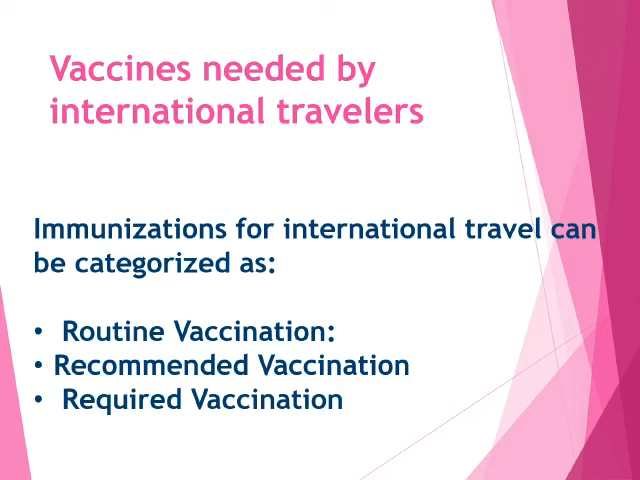 Vaccines needed by
international travelers
Immunizations for international travel can
be categorized as:
• Routine Vaccination:
• Recommended Vaccination
• Required Vaccination